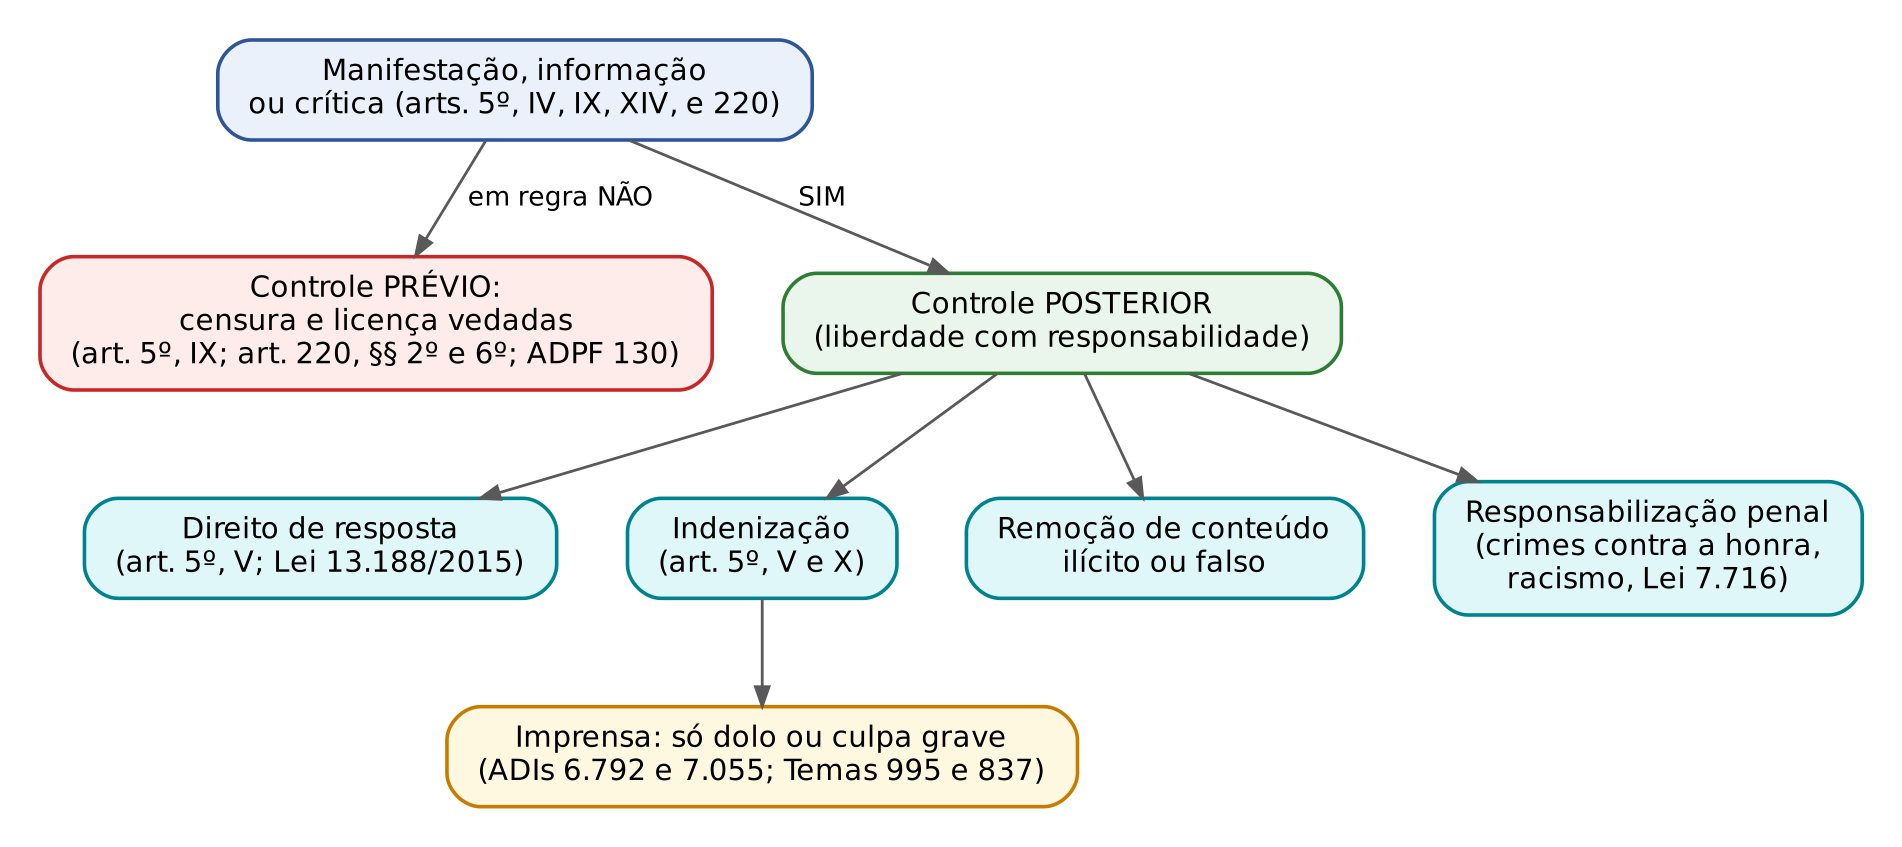 Manifestação, informação
ou crítica (arts. 5º, IV, IX, XIV, e 220)
em regra NÃO
SIM
Controle PRÉVIO:
censura e licença vedadas
(art. 5º, IX; art. 220, §§ 2º e 6º; ADPF 130)
Controle POSTERIOR
(liberdade com responsabilidade)
Direito de resposta
(art. 5º, V; Lei 13.188/2015)
Indenização
(art. 5º, V e X)
Remoção de conteúdo
ilícito ou falso
Responsabilização penal
(crimes contra a honra,
racismo, Lei 7.716)
Imprensa: só dolo ou culpa grave
(ADIs 6.792 e 7.055; Temas 995 e 837)